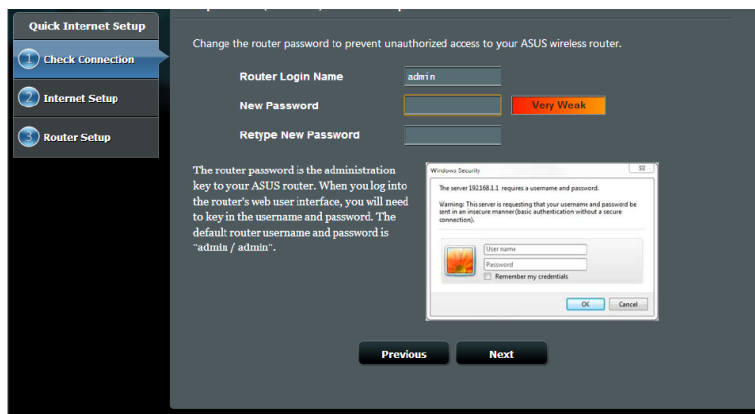 Quick Internet Setup
1 Check Connection
2 Internet Setup
3 Router Setup
Change the router password to prevent unauthorized access to your ASUS wireless router.
Router Login Name admin
New Password Very Weak
Retype New Password
The router password is the administration
key to your ASUS router. When you log into
the router's web user interface, you will need
to key in the username and password. The
default router username and password is
"admin / admin".
Windows Security
The server 192.168.1.1 requires a username and password.
Warning: This server is requesting that your username and password be
sent in an insecure manner (basic authentication without a secure
connection).
User name
Password
Remember my credentials
OK Cancel
Previous Next